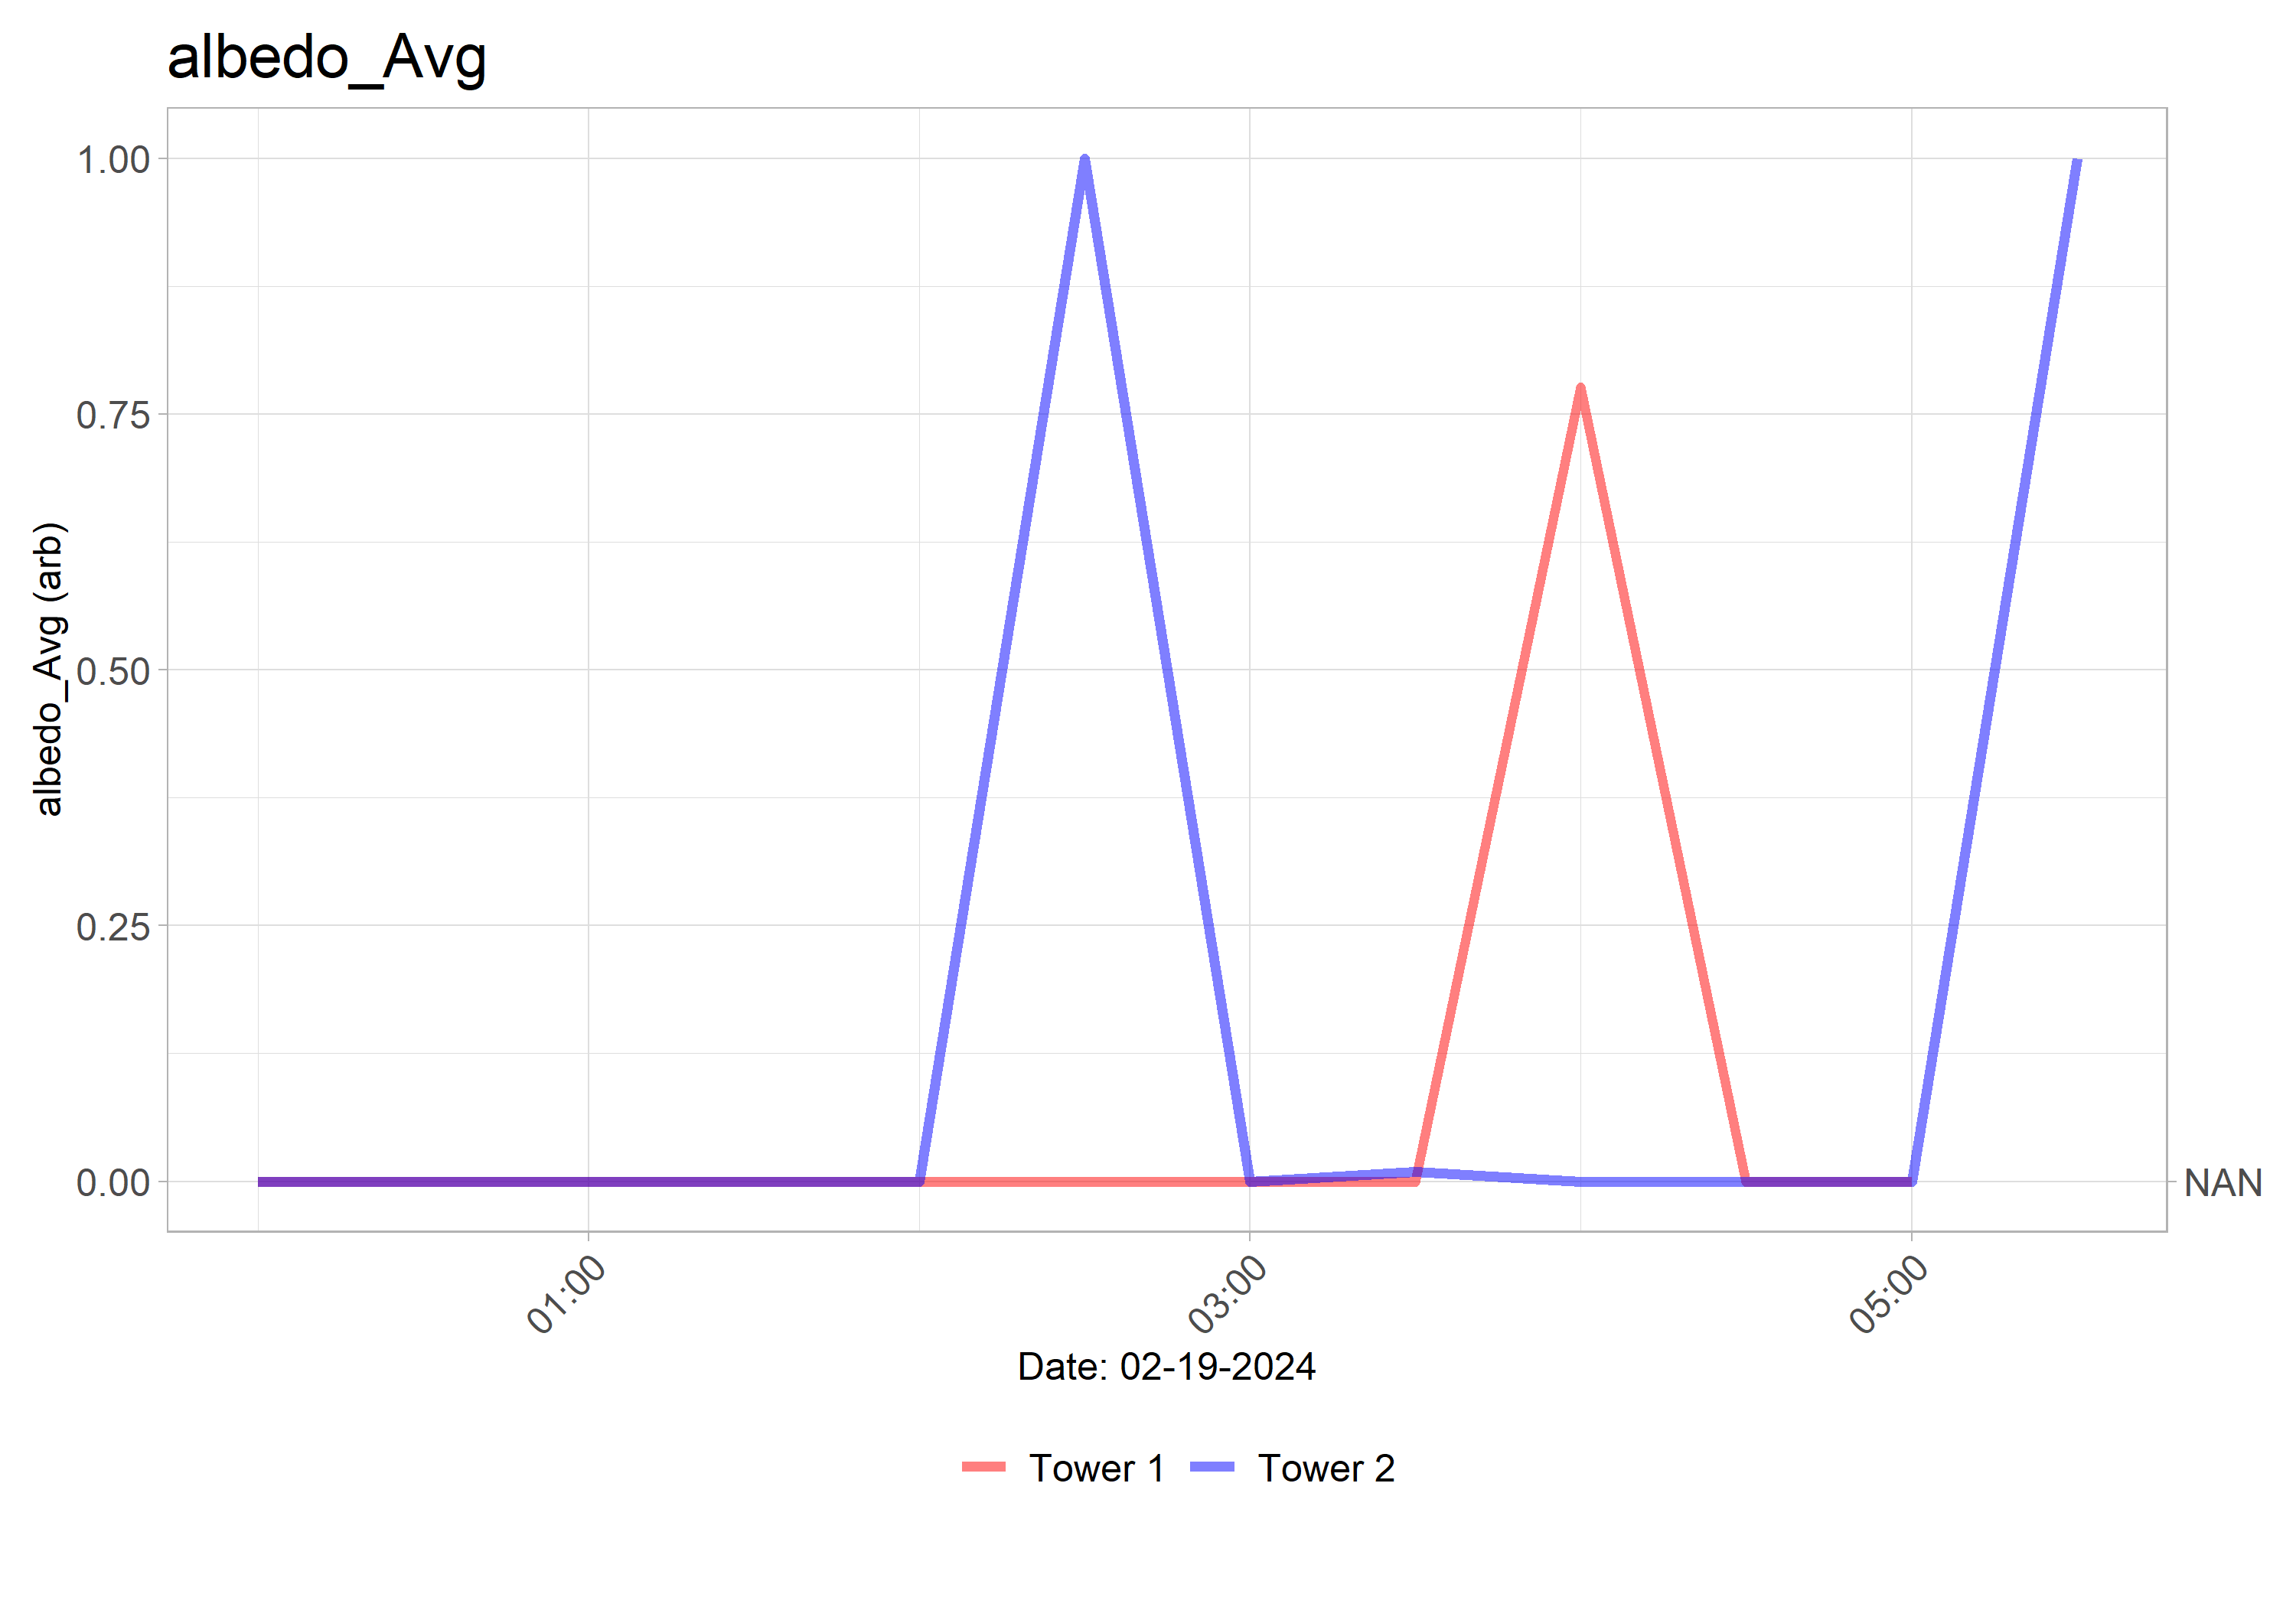 albedo_Avg
albedo_Avg (arb)
1.00
0.75
0.50
0.25
0.00
NAN
01:00
03:00
05:00
Date: 02-19-2024
Tower 1
Tower 2